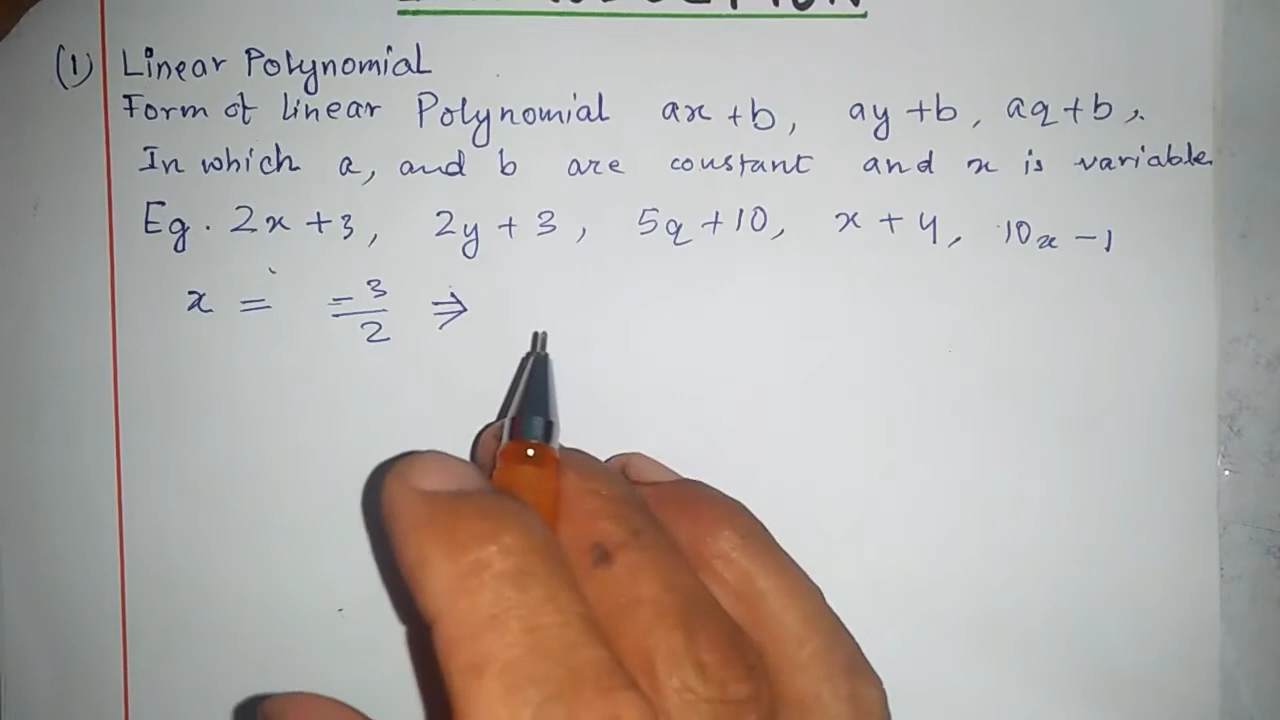 (1) Linear Polynomial
Form of linear Polynomial ax+b, ay+b, aq+b,.
In which a, and b are constant and x is variable.
Eg. 2x+3, 2y+3, 5q+10, x+4, 10x-1
x = -3/2 ⇒